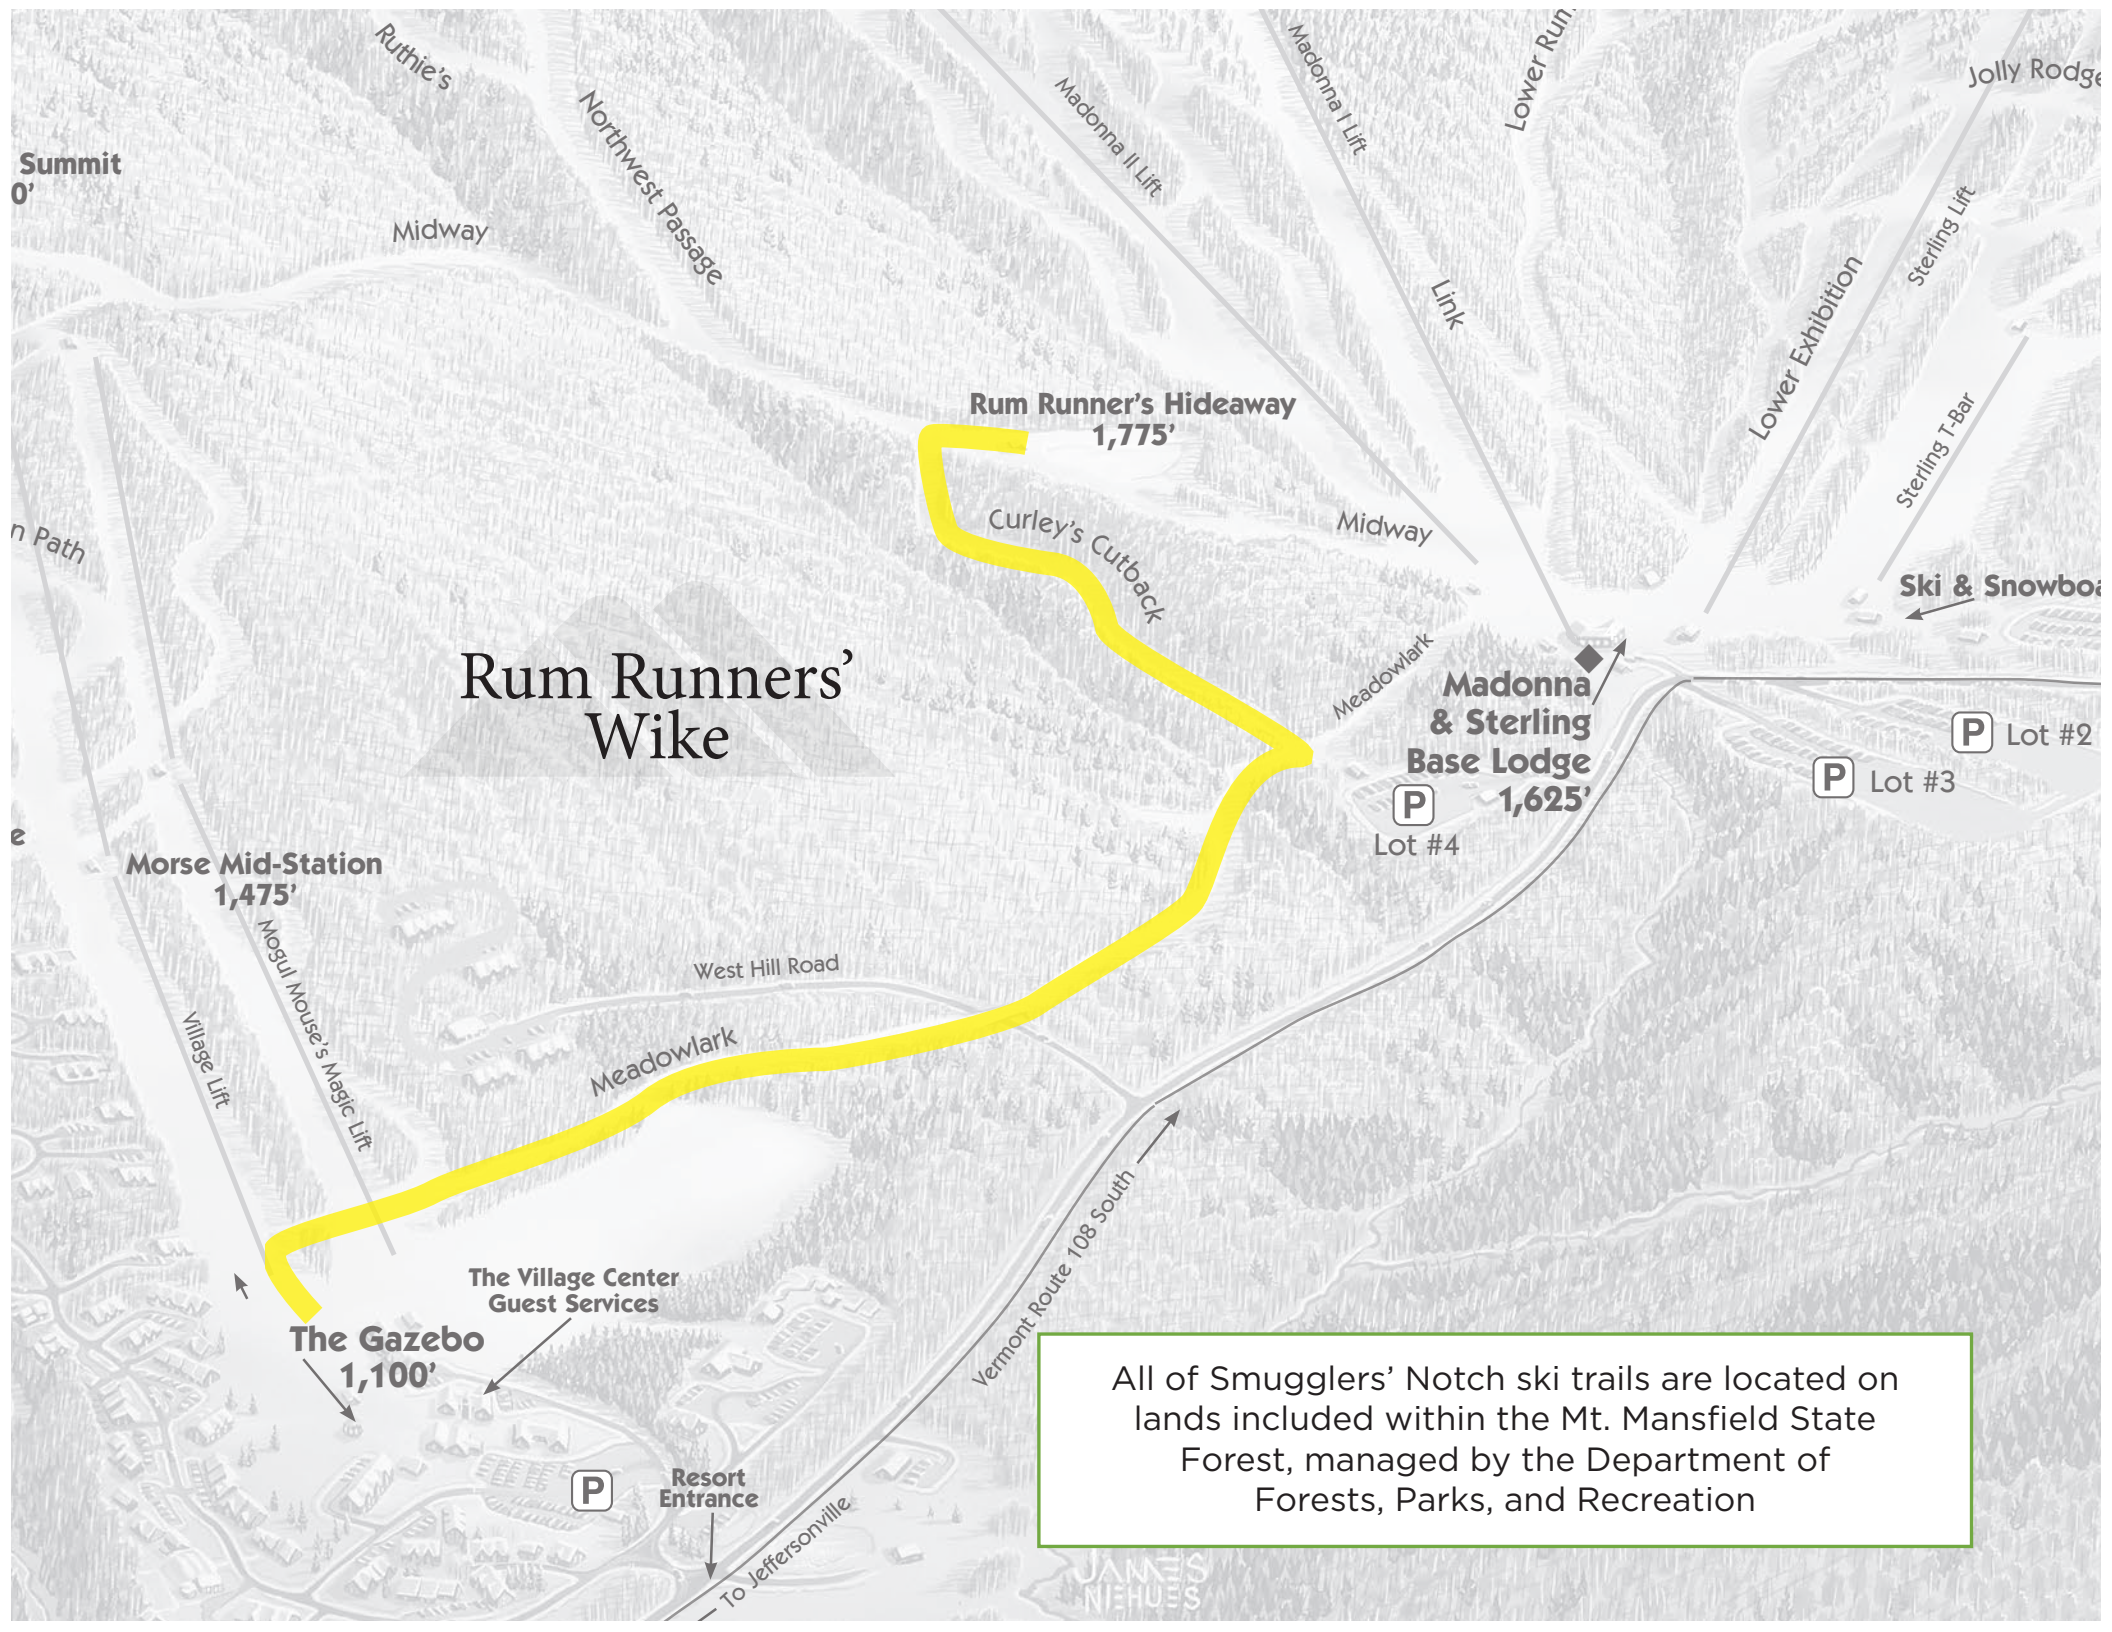 Ruthie's
Northwest Passage
Madonna II Lift
Madonna I Lift
Lower Run
Jolly Rodge
Summit
0'
Midway
Sterling Lift
Link
Lower Exhibition
Rum Runner's Hideaway
1,775'
Sterling T-Bar
Curley's Cutback
Midway
n Path
Ski & Snowboa
Rum Runners'
Wike
Meadowlark
Madonna
& Sterling
Base Lodge
1,625'
P Lot #2
P Lot #3
P
Lot #4
e
Morse Mid-Station
1,475'
Mogul Mouse's Magic Lift
West Hill Road
Village Lift
Meadowlark
Vermont Route 108 South
The Village Center
Guest Services
The Gazebo
1,100'
All of Smugglers' Notch ski trails are located on
lands included within the Mt. Mansfield State
Forest, managed by the Department of
Forests, Parks, and Recreation
P
Resort
Entrance
To Jeffersonville
JAMES
NIEHUES